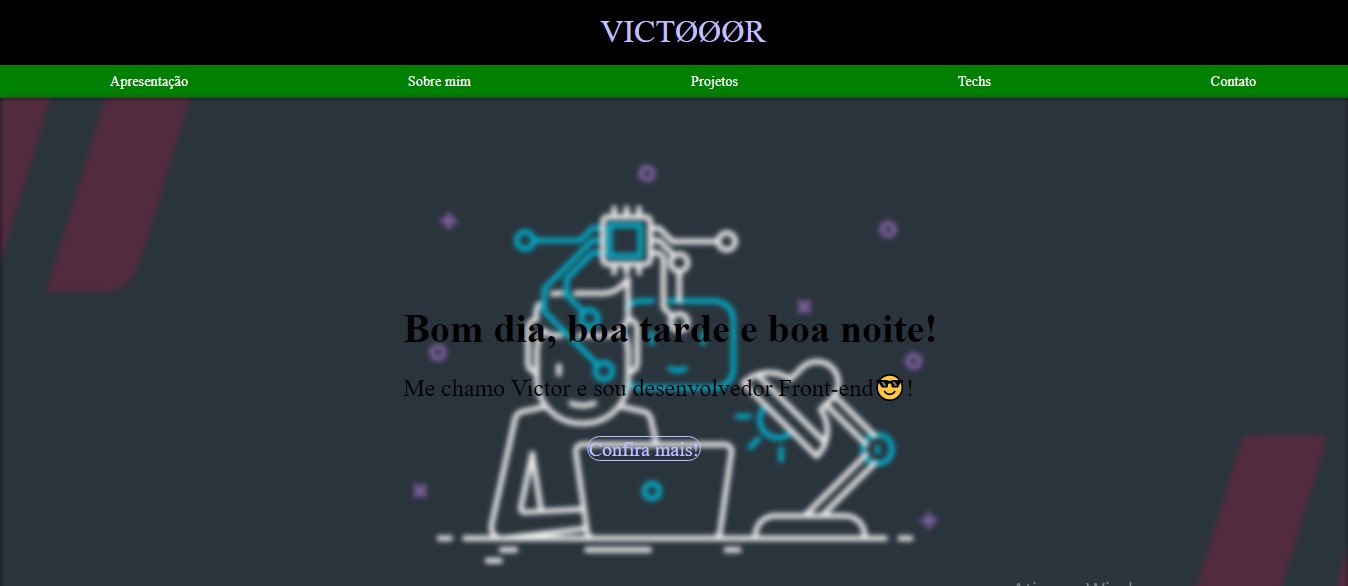 VICTØØØR
Apresentação Sobre mim Projetos Techs Contato
Bom dia, boa tarde e boa noite!
Me chamo Victor e sou desenvolvedor Front-end😎!
Confira mais!